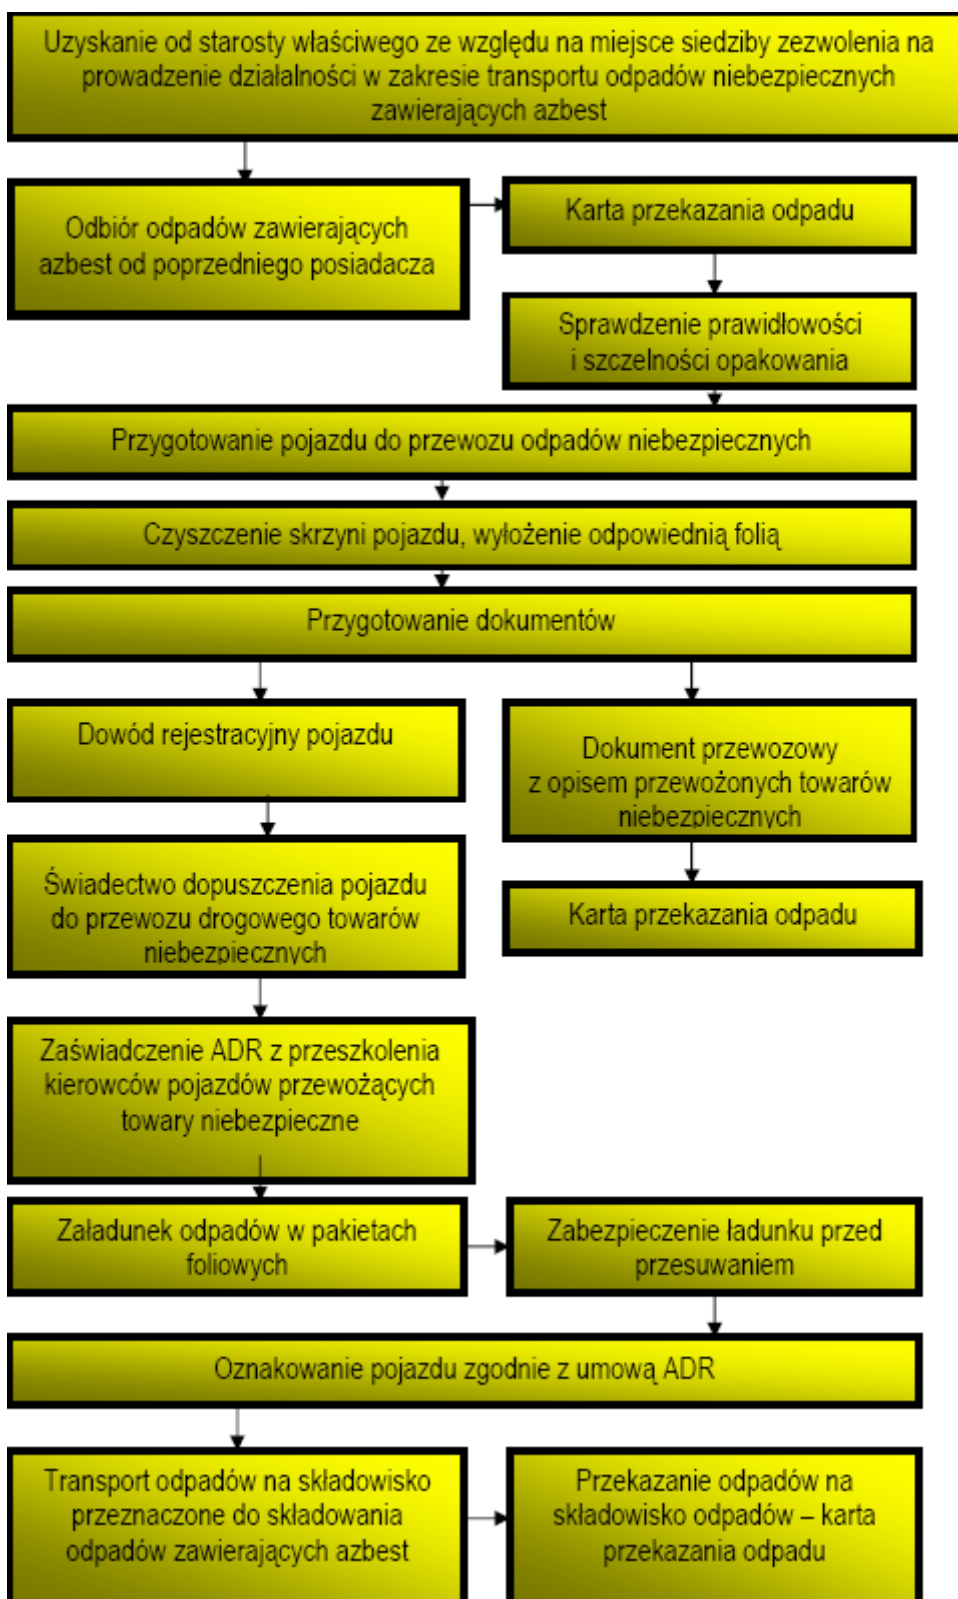 Uzyskanie od starosty właściwego ze względu na miejsce siedziby zezwolenia na
prowadzenie działalności w zakresie transportu odpadów niebezpiecznych
zawierających azbest
Odbiór odpadów zawierających
azbest od poprzedniego posiadacza
Karta przekazania odpadu
Sprawdzenie prawidłowości
i szczelności opakowania
Przygotowanie pojazdu do przewozu odpadów niebezpiecznych
Czyszczenie skrzyni pojazdu, wyłożenie odpowiednią folią
Przygotowanie dokumentów
Dowód rejestracyjny pojazdu
Dokument przewozowy
z opisem przewożonych towarów
niebezpiecznych
Świadectwo dopuszczenia pojazdu
do przewozu drogowego towarów
niebezpiecznych
Karta przekazania odpadu
Zaświadczenie ADR z przeszkolenia
kierowców pojazdów przewożących
towary niebezpieczne
Załadunek odpadów w pakietach
foliowych
Zabezpieczenie ładunku przed
przesuwaniem
Oznakowanie pojazdu zgodnie z umową ADR
Transport odpadów na składowisko
przeznaczone do składowania
odpadów zawierających azbest
Przekazanie odpadów na
składowisko odpadów – karta
przekazania odpadu